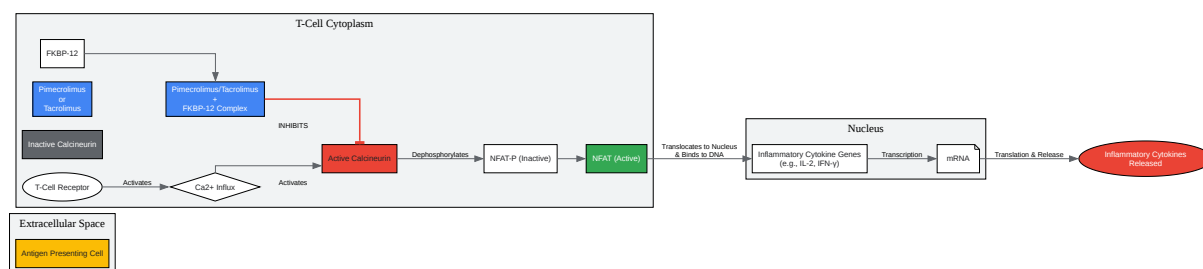 T-Cell Cytoplasm
FKBP-12
Pimecrolimus
or
Tacrolimus
Pimecrolimus/Tacrolimus
+
FKBP-12 Complex
INHIBITS
Inactive Calcineurin
Active Calcineurin
Dephosphorylates
NFAT-P (Inactive)
NFAT (Active)
T-Cell Receptor
Activates
Ca2+ Influx
Activates
Translocates to Nucleus
& Binds to DNA
Nucleus
Inflammatory Cytokine Genes
(e.g., IL-2, IFN-γ)
Transcription
mRNA
Translation & Release
Inflammatory Cytokines
Released
Extracellular Space
Antigen Presenting Cell